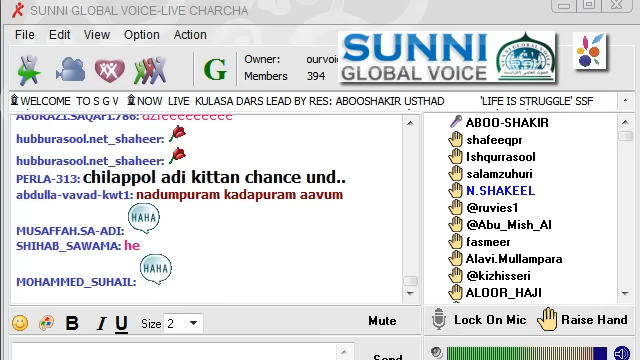 SUNNI GLOBAL VOICE-LIVE CHARCHA
File Edit View Option Action
G Owner: ourvoi
Members 394
SUNNI
GLOBAL VOICE
WELCOME TO S G V NOW LIVE KULASA DARS LEAD BY RES: ABOOSHAKIR USTHAD 'LIFE IS STRUGGLE' SSF
hubburasool.net_shaheer:
hubburasool.net_shaheer:
PERLA-313: chilappol adi kittan chance und..
abdulla-vavad-kwt1: nadumpuram kadapuram aavum
MUSAFFAH.SA-ADI: HAHA
SHIHAB_SAWAMA: he
MOHAMMED_SUHAIL: HAHA
ABOO-SHAKIR
shafeeqpr
Ishqurrasool
salamzuhuri
N.SHAKEEL
@ruvies1
@Abu_Mish_Al
fasmeer
Alavi.Mullampara
@kizhisseri
ALOOR_HAJI
B I U Size 2 Mute
Lock On Mic Raise Hand
Send